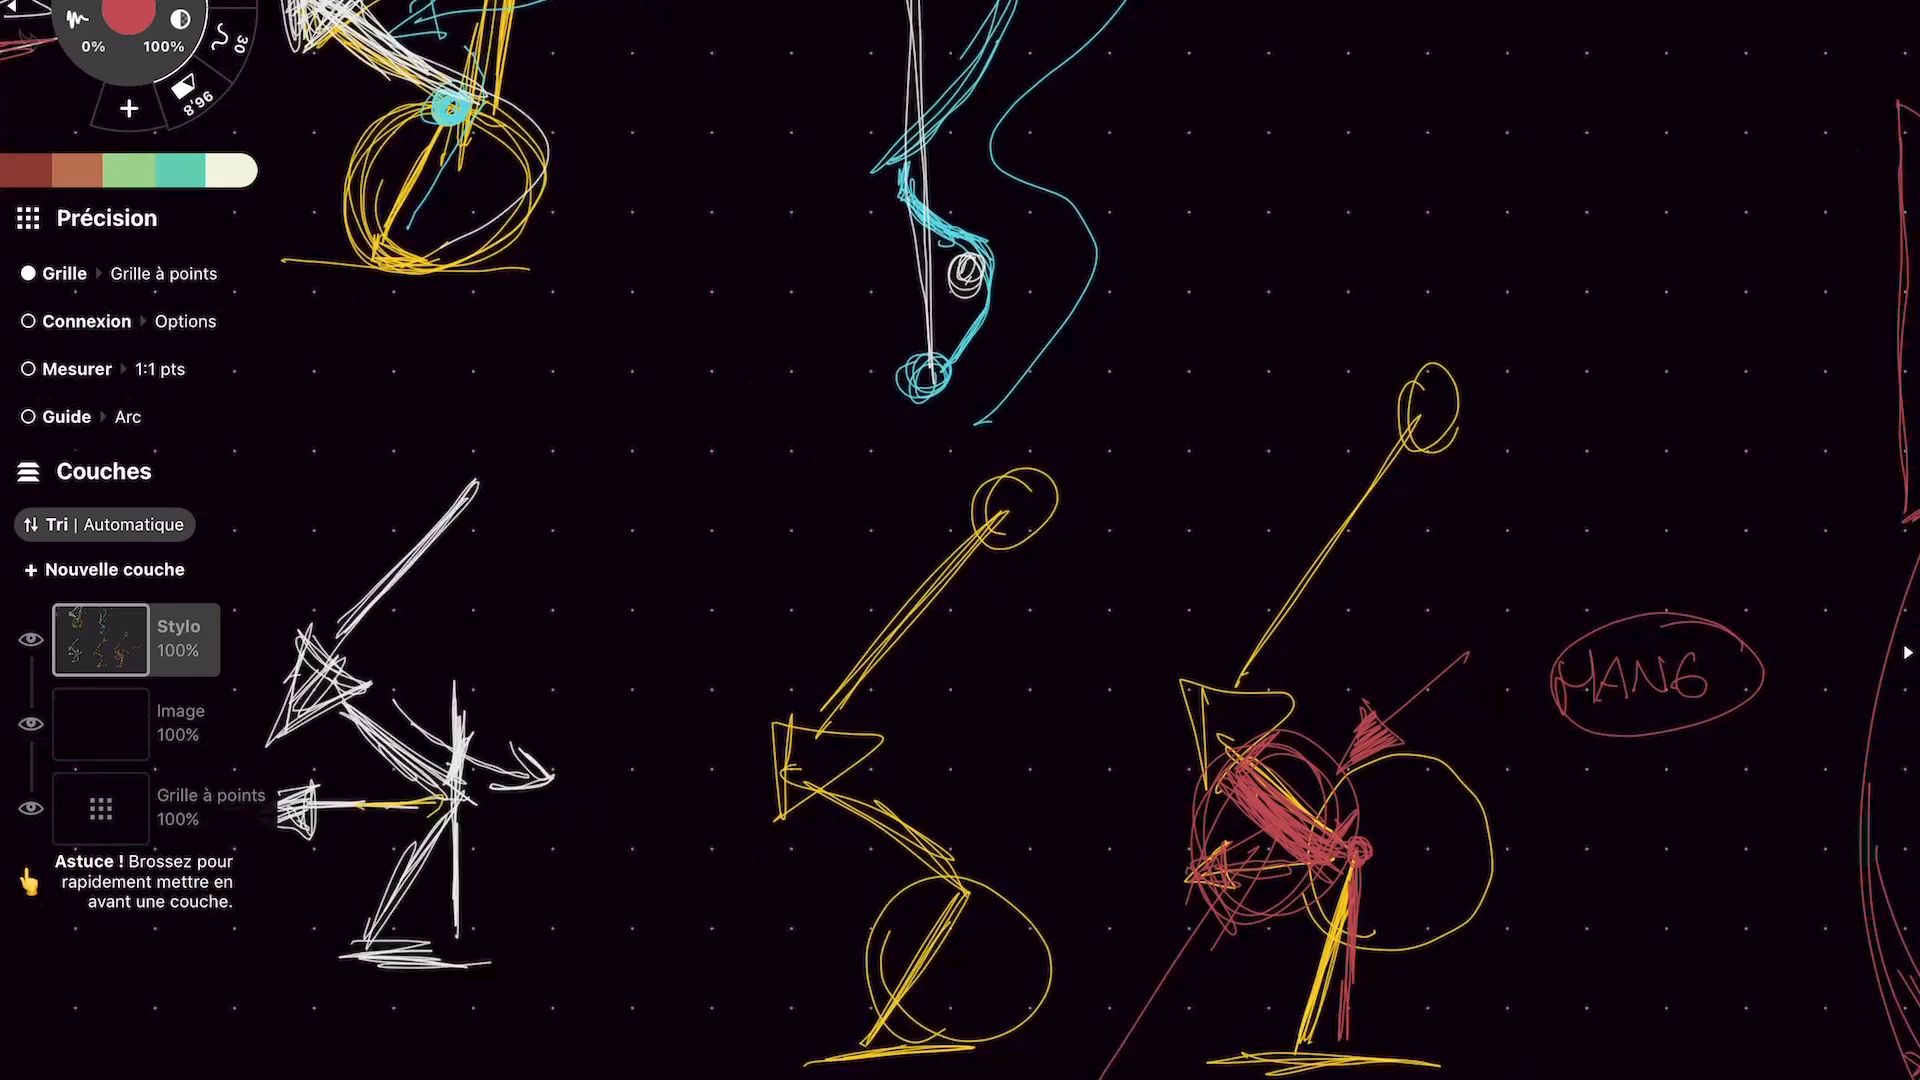 0% 100%
30
96,8
Précision
Grille Grille à points
Connexion Options
Mesurer 1:1 pts
Guide Arc
Couches
Tri | Automatique
+ Nouvelle couche
Stylo
100%
Image
100%
Grille à points
100%
Astuce ! Brossez pour
rapidement mettre en
avant une couche.
HANG